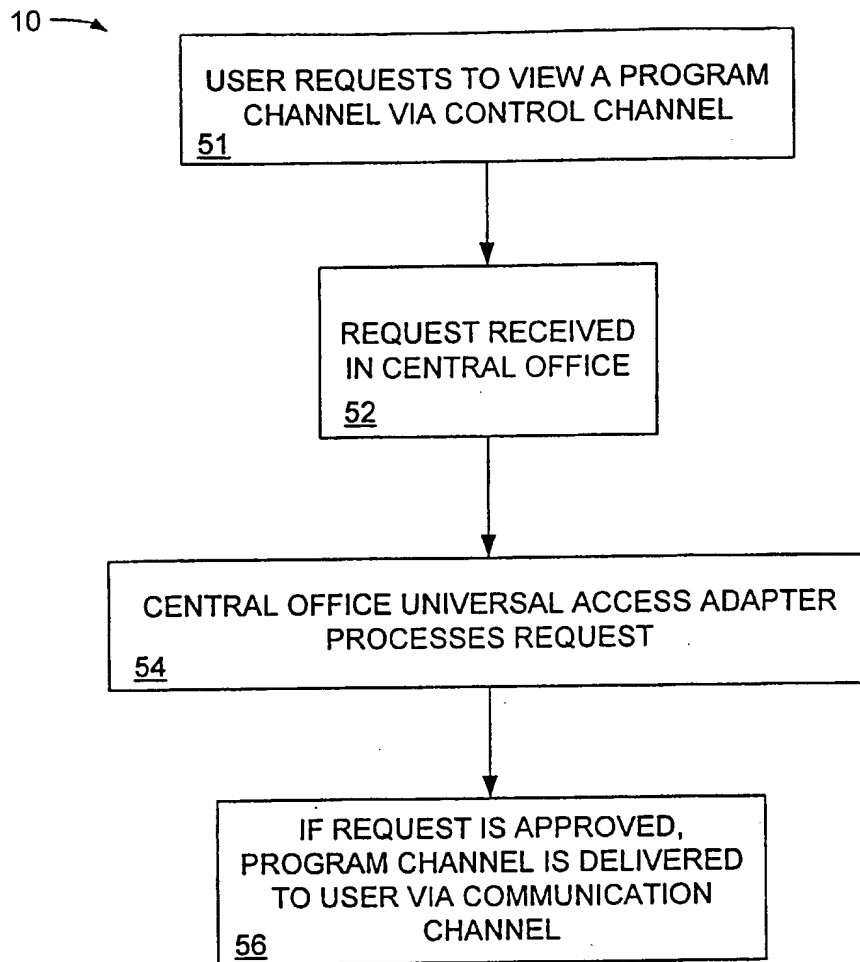 10
USER REQUESTS TO VIEW A PROGRAM
CHANNEL VIA CONTROL CHANNEL
51
REQUEST RECEIVED
IN CENTRAL OFFICE
52
CENTRAL OFFICE UNIVERSAL ACCESS ADAPTER
PROCESSES REQUEST
54
IF REQUEST IS APPROVED,
PROGRAM CHANNEL IS DELIVERED
TO USER VIA COMMUNICATION
CHANNEL
56